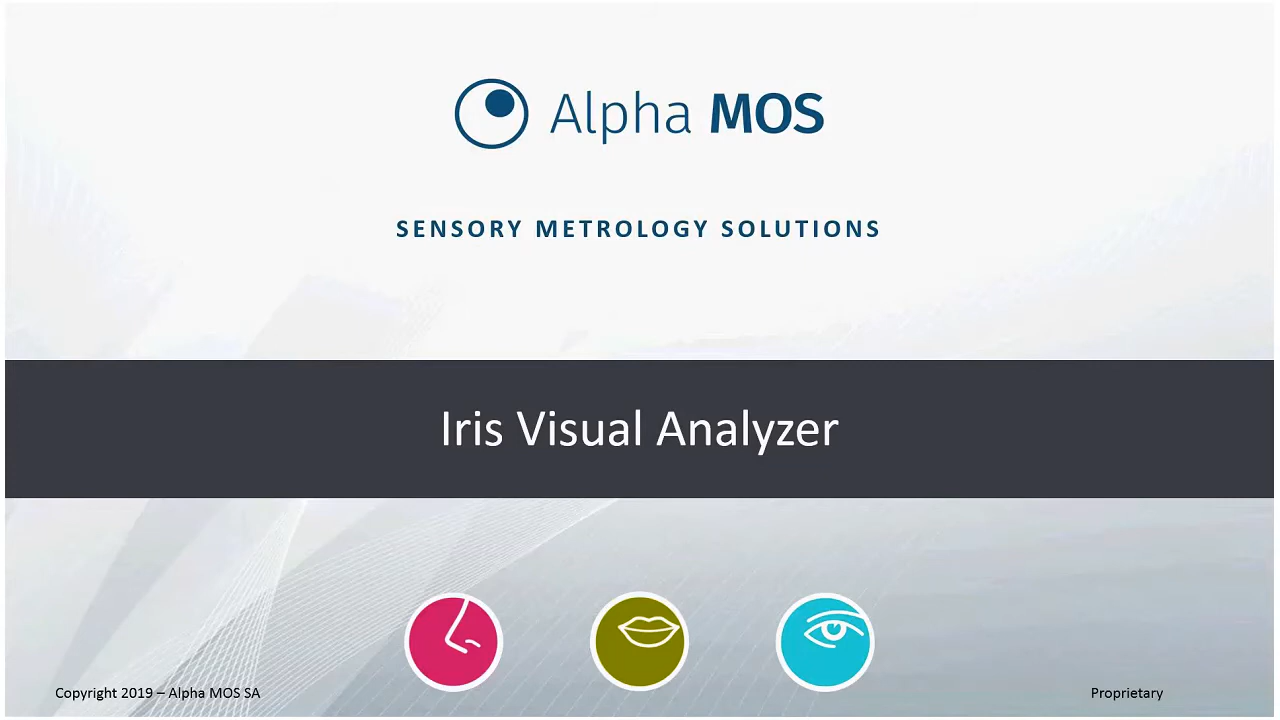 Alpha MOS
SENSORY METROLOGY SOLUTIONS
Iris Visual Analyzer
Copyright 2019 – Alpha MOS SA
Proprietary